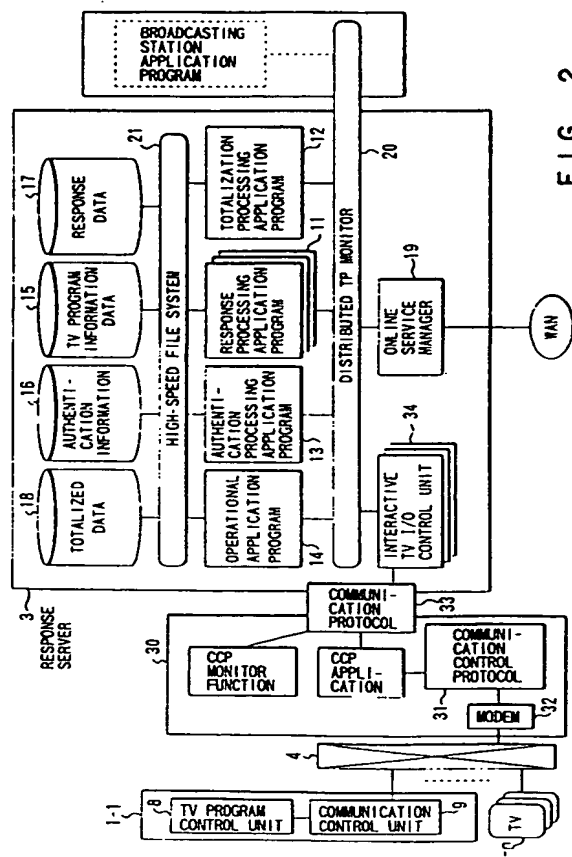 BROADCASTING
STATION
APPLICATION
PROGRAM
3
RESPONSE
SERVER
18
TOTALIZED
DATA
16
AUTHENTI-
CATION
INFORMATION
15
TV PROGRAM
INFORMATION
DATA
17
RESPONSE
DATA
21
HIGH-SPEED FILE SYSTEM
OPERATIONAL
APPLICATION
PROGRAM
14
AUTHENTI-
CATION
PROCESSING
APPLICATION
PROGRAM
13
RESPONSE
PROCESSING
APPLICATION
PROGRAM
11
TOTALIZATION
PROCESSING
APPLICATION
PROGRAM
12
DISTRIBUTED TP MONITOR
20
INTERACTIVE
TV I/O
CONTROL UNIT
34
ONLINE
SERVICE
MANAGER
19
WAN
30
COMMUNI-
CATION
PROTOCOL
33
CCP
MONITOR
FUNCTION
CCP
APPLI-
CATION
COMMUNI-
CATION
CONTROL
PROTOCOL
31
MODEM
32
4
1-1
8
TV PROGRAM
CONTROL UNIT
COMMUNICATION
CONTROL UNIT
9
TV
FIG. 2